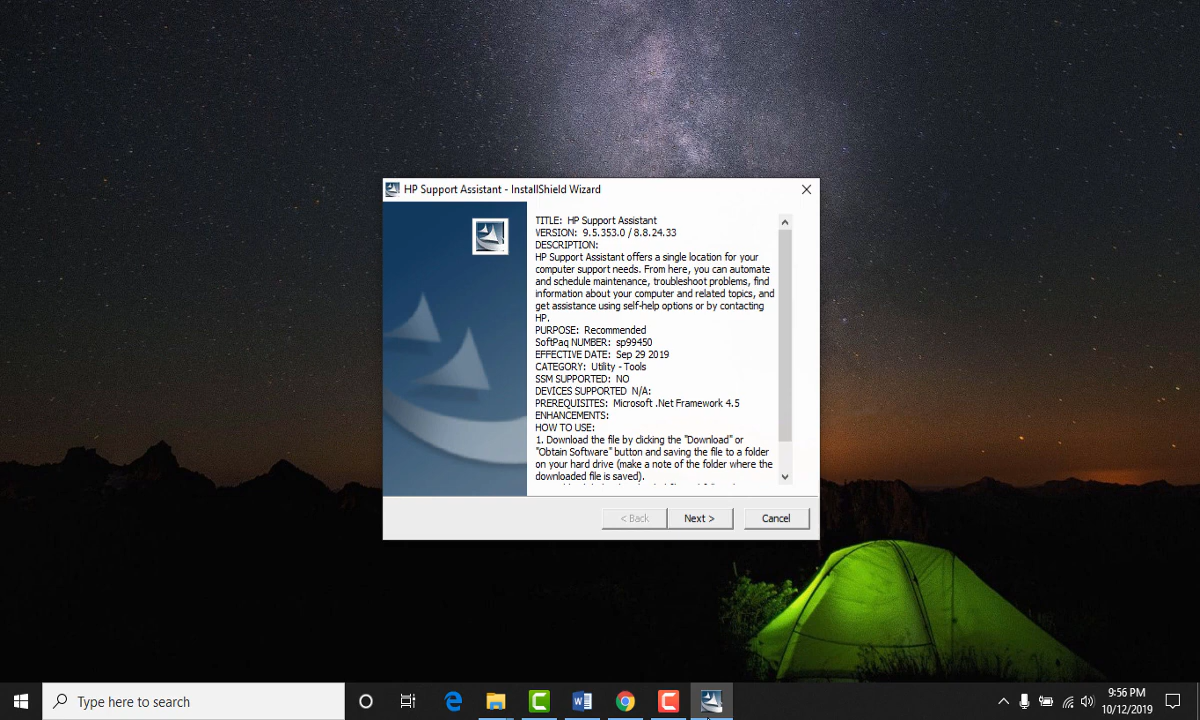 HP Support Assistant - InstallShield Wizard
TITLE: HP Support Assistant
VERSION: 9.5.353.0 / 8.8.24.33
DESCRIPTION:
HP Support Assistant offers a single location for your
computer support needs. From here, you can automate
and schedule maintenance, troubleshoot problems, find
information about your computer and related topics, and
get assistance using self-help options or by contacting
HP.
PURPOSE: Recommended
SoftPaq NUMBER: sp99450
EFFECTIVE DATE: Sep 29 2019
CATEGORY: Utility - Tools
SSM SUPPORTED: NO
DEVICES SUPPORTED N/A:
PREREQUISITES: Microsoft .Net Framework 4.5
ENHANCEMENTS:
HOW TO USE:
1. Download the file by clicking the "Download" or
"Obtain Software" button and saving the file to a folder
on your hard drive (make a note of the folder where the
downloaded file is saved).
< Back
Next >
Cancel
Type here to search
9:56 PM
10/12/2019